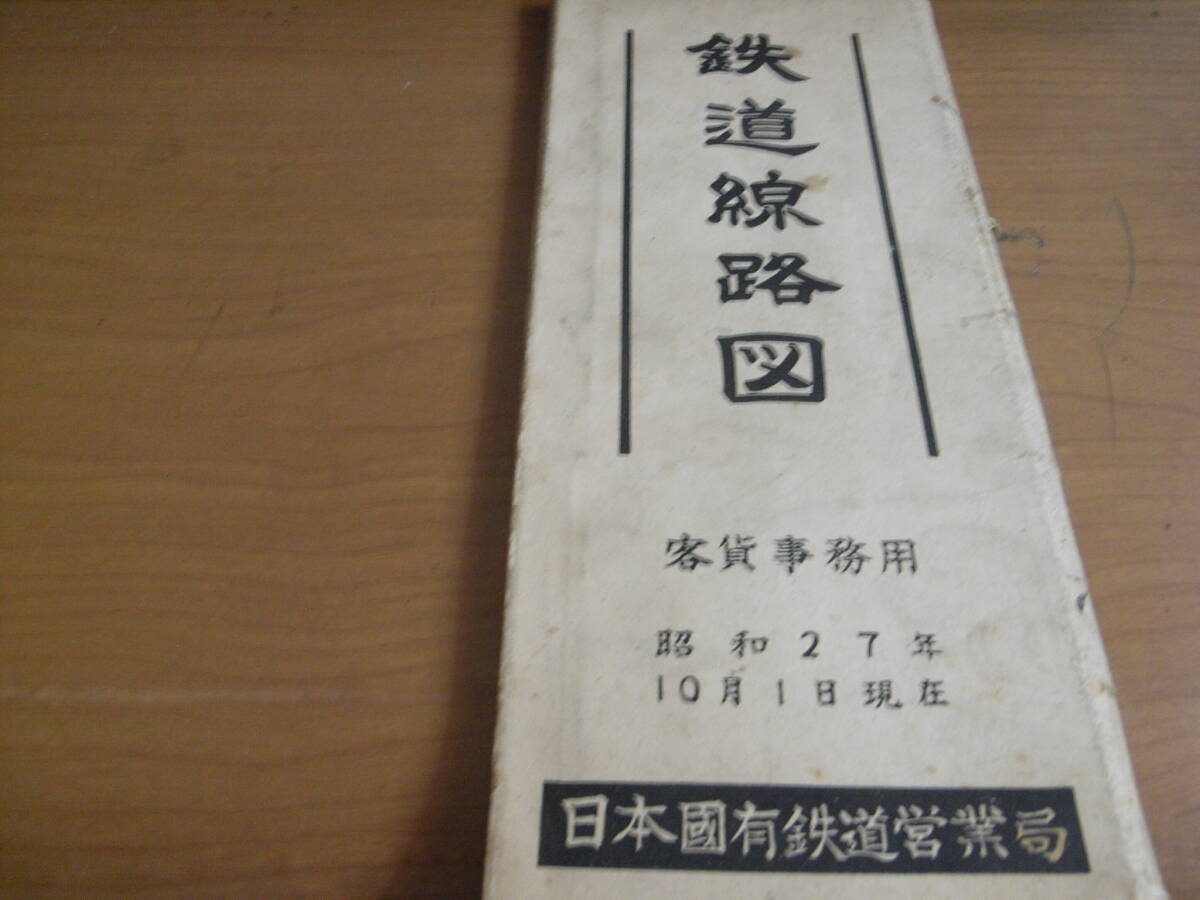 鉄道線路図
客貨事務用
昭和27年
10月1日現在
日本國有鉄道営業局